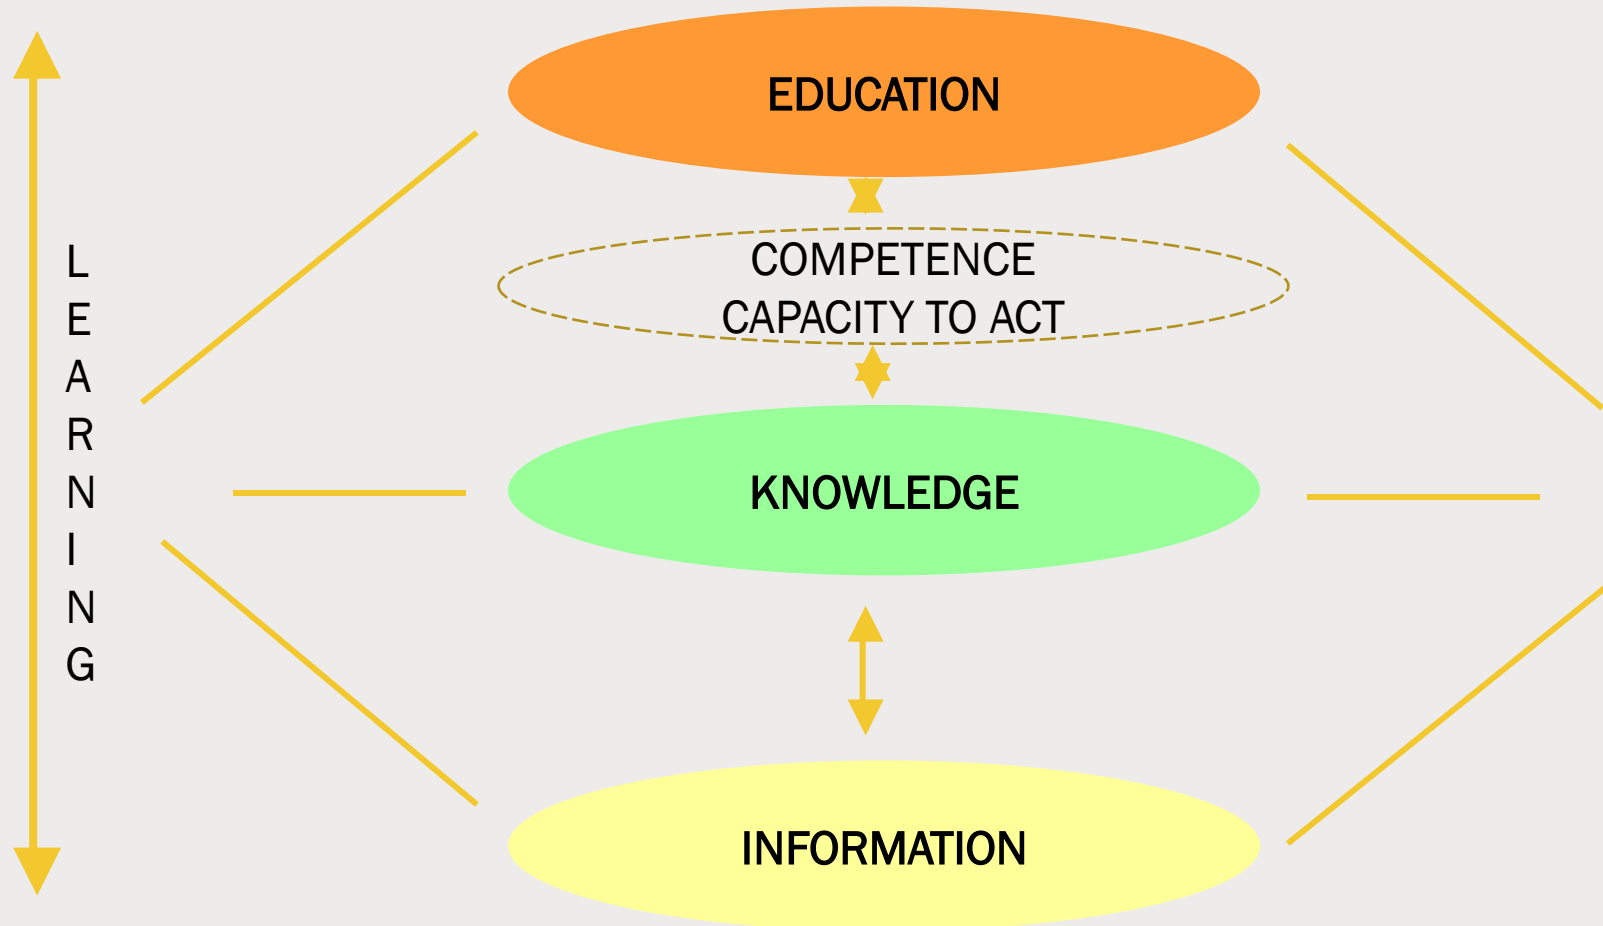 EDUCATION
COMPETENCE
CAPACITY TO ACT
L
E
A
R
N
I
N
G
KNOWLEDGE
INFORMATION